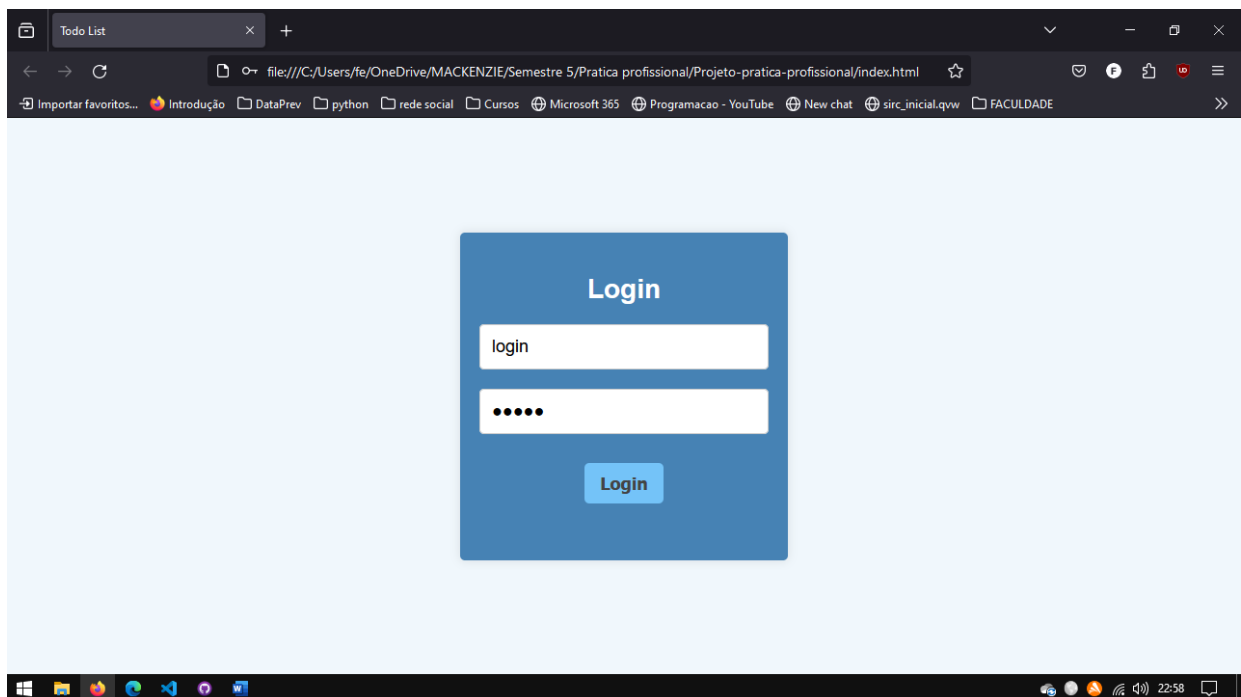 Todo List
file:///C:/Users/fe/OneDrive/MACKENZIE/Semestre 5/Pratica profissional/Projeto-pratica-profissional/index.html
F
UD
Importar favoritos... Introdução DataPrev python rede social Cursos Microsoft 365 Programacao - YouTube New chat sirc_inicial.qvw FACULDADE
Login
login
•••••
Login
W
22:58